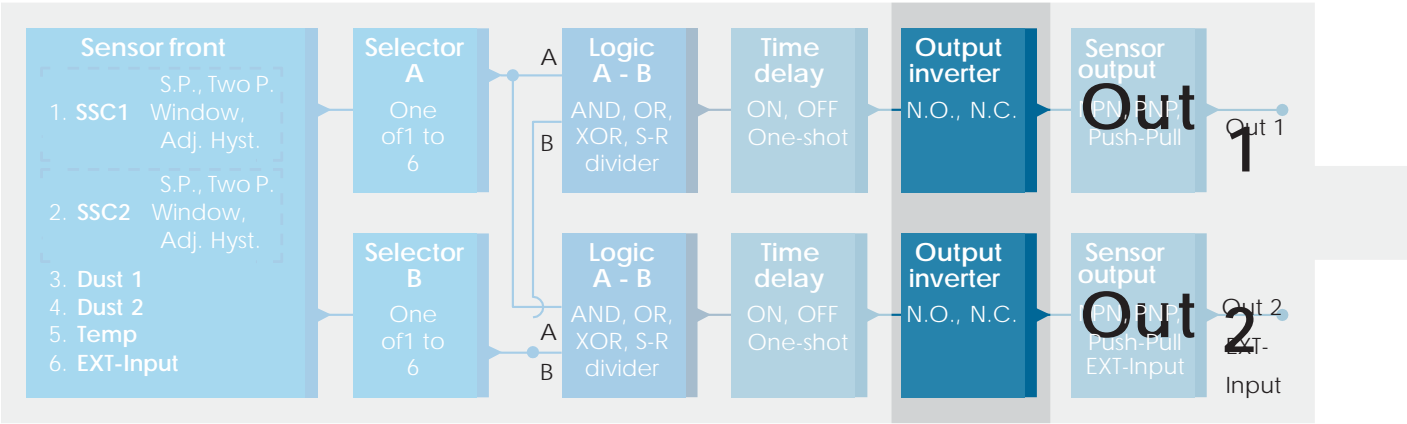 Sensor front
S.P., Two P.
1. SSC1 Window,
Adj. Hyst.
S.P., Two P.
2. SSC2 Window,
Adj. Hyst.
3. Dust 1
4. Dust 2
5. Temp
6. EXT-Input
Selector
A
One
of1 to
6
Selector
B
One
of1 to
6
A
B
Logic
A - B
AND, OR,
XOR, S-R
divider
Time
delay
ON, OFF
One-shot
Output
inverter
N.O., N.C.
Sensor
output
NPN, PNP,
Push-Pull
Out 1
Out 1
A
B
Logic
A - B
AND, OR,
XOR, S-R
divider
Time
delay
ON, OFF
One-shot
Output
inverter
N.O., N.C.
Sensor
output
NPN, PNP,
Push-Pull
EXT-Input
Out 2
Out 2
EXT-
Input